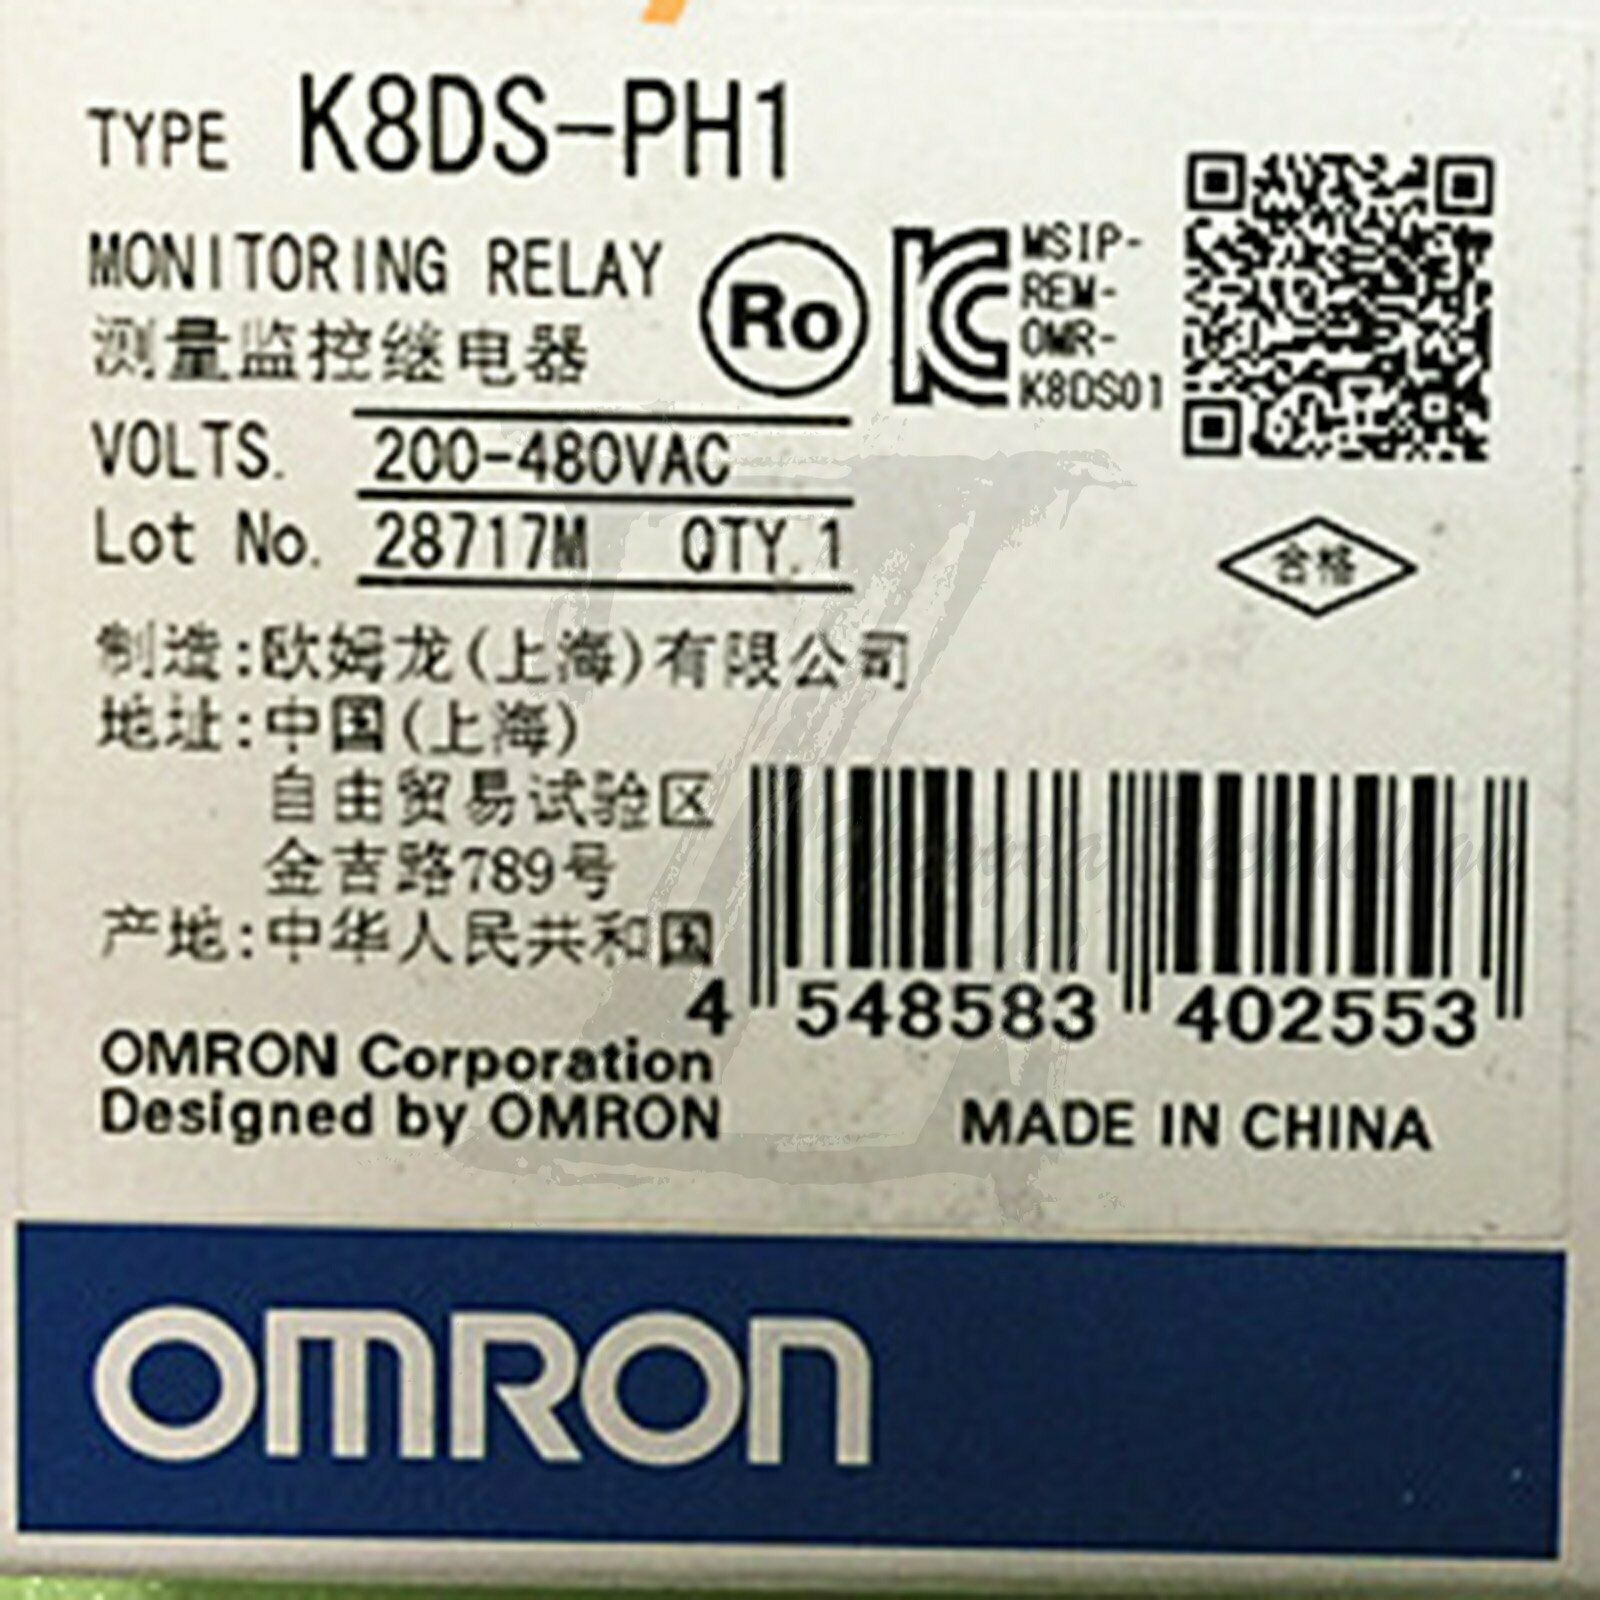 TYPE K8DS-PH1
MONITORING RELAY
测量监控继电器
Ro
MSIP-
REM-
OMR-
K8DS01
VOLTS. 200-480VAC
Lot No. 28717M QTY.1
合格
制造:欧姆龙(上海)有限公司
地址:中国(上海)
自由贸易试验区
金吉路789号
产地:中华人民共和国
4 548583 402553
OMRON Corporation
Designed by OMRON
MADE IN CHINA
OMRON